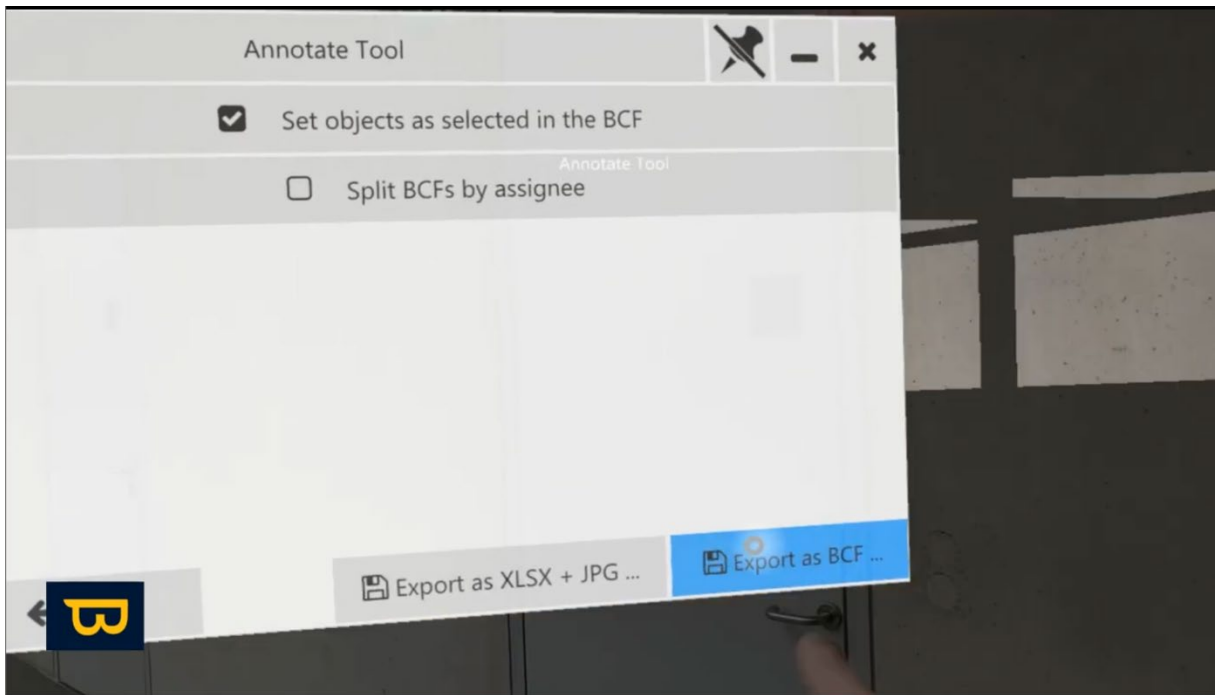 Annotate Tool
Set objects as selected in the BCF
Annotate Tool
Split BCFs by assignee
Export as XLSX + JPG ...
Export as BCF ...